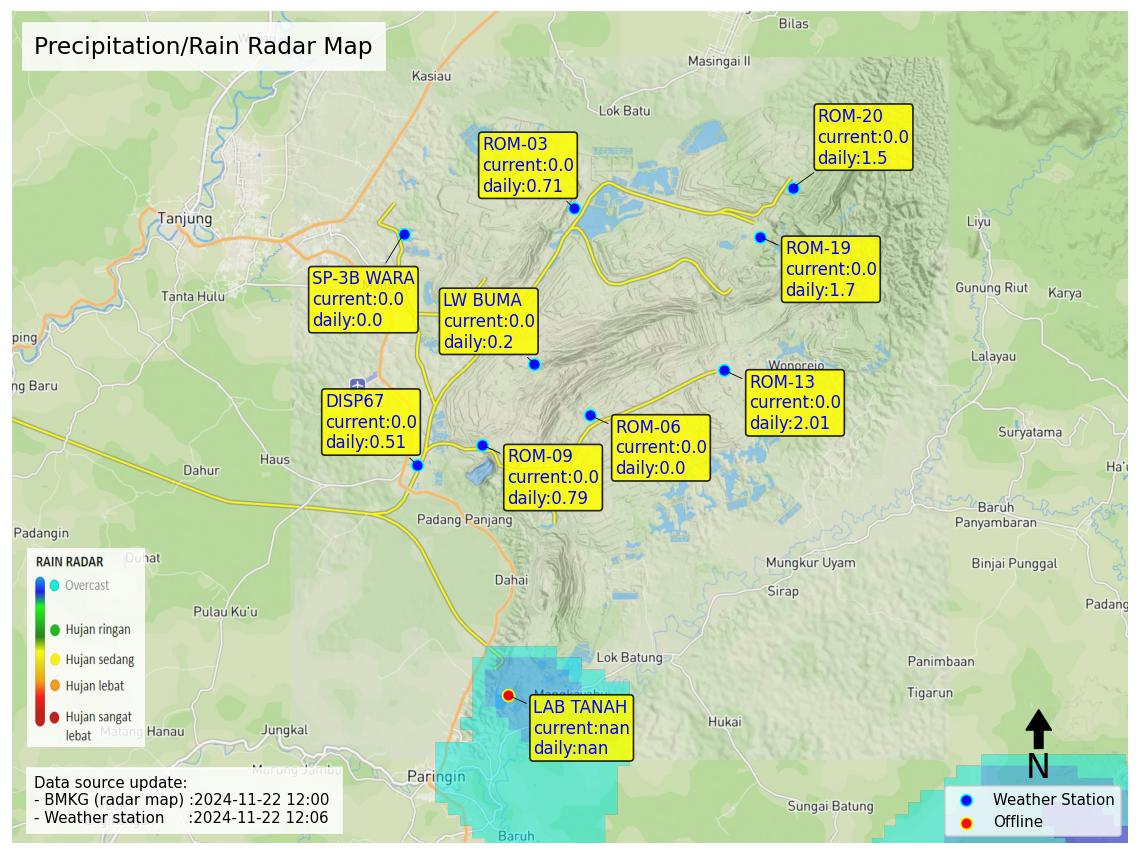 Precipitation/Rain Radar Map
Bilas
Masingai II
Kasiau
Lok Batu
ROM-20
current:0.0
daily:1.5
ROM-03
current:0.0
daily:0.71
Tanjung
Liyu
ROM-19
current:0.0
daily:1.7
SP-3B WARA
current:0.0
daily:0.0
LW BUMA
current:0.0
daily:0.2
Tanta Hulu
Gunung Riut
Karya
ping
Lalayau
Wonorejo
ng Baru
ROM-13
current:0.0
daily:2.01
DISP67
current:0.0
daily:0.51
ROM-06
current:0.0
daily:0.0
ROM-09
current:0.0
daily:0.79
Suryatama
Haus
Dahur
Ha'u
Baruh
Panyambaran
Padang Panjang
Padangin
Duhat
Mungkur Uyam
Binjai Punggal
Dahai
Sirap
Padang
Pulau Ku'u
RAIN RADAR
Overcast
Hujan ringan
Hujan sedang
Hujan lebat
Hujan sangat
lebat
Lok Batung
Panimbaan
Tigarun
LAB TANAH
current:nan
daily:nan
Hukai
Matang Hanau
Jungkal
Murung Jambu
Paringin
Sungai Batung
Baruh
Data source update:
- BMKG (radar map) :2024-11-22 12:00
- Weather station :2024-11-22 12:06
N
Weather Station
Offline